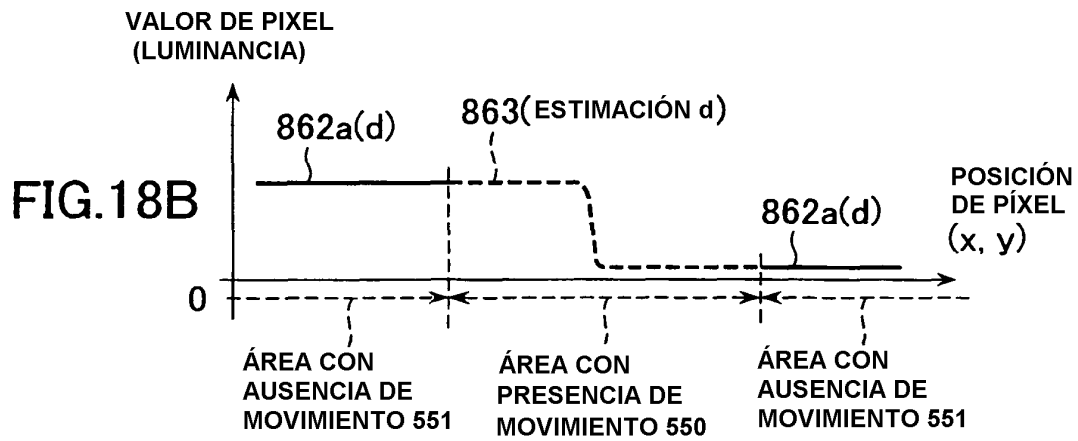 VALOR DE PIXEL
(LUMINANCIA)
862a(d)
863(ESTIMACIÓN d)
FIG.18B
862a(d)
POSICIÓN
DE PÍXEL
(x, y)
0
ÁREA CON
AUSENCIA DE
MOVIMIENTO 551
ÁREA CON
PRESENCIA DE
MOVIMIENTO 550
ÁREA CON
AUSENCIA DE
MOVIMIENTO 551